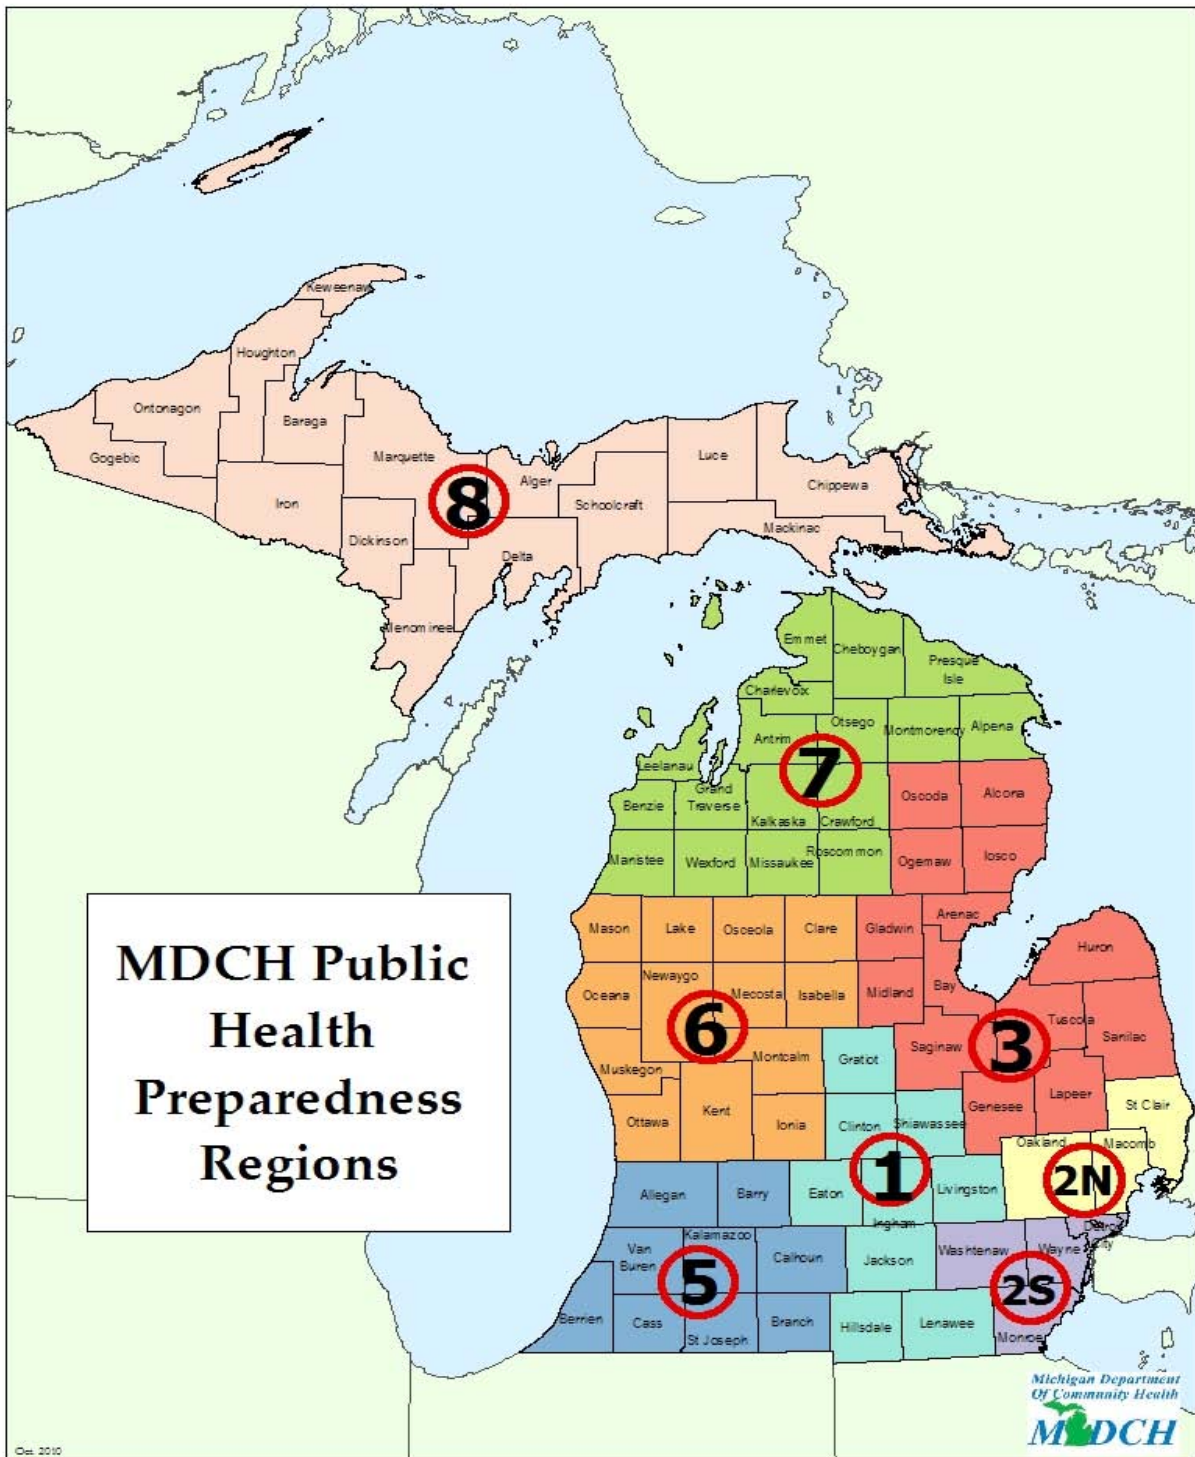 Keweenaw
Houghton
Ontonagon
Baraga
Gogebic
Marquette
Luce
Alger
Chippewa
Iron
8
Schoolcraft
Mackinac
Dickinson
Delta
Menominee
Emmet
Cheboygan
Presque
Isle
Charlevoix
Otsego
Montmorency
Alpena
Antrim
Leelanau
7
Grand
Traverse
Benzie
Kalkaska
Crawford
Oscoda
Alcona
Manistee
Wexford
Missaukee
Roscommon
Ogemaw
Iosco
MDCH Public
Health
Preparedness
Regions
Mason
Lake
Osceola
Clare
Gladwin
Arenac
Huron
Newaygo
Oceana
Mecosta
Isabella
Midland
Bay
6
Tuscola
Sanilac
Saginaw
3
Muskegon
Montcalm
Gratiot
Genesee
Lapeer
St Clair
Ottawa
Kent
Ionia
Clinton
Shiawassee
Oakland
Macomb
1
2N
Allegan
Barry
Eaton
Ingham
Livingston
Detroit
City
Van
Buren
Kalamazoo
Calhoun
Jackson
Washtenaw
Wayne
5
2S
Berrien
Cass
St Joseph
Branch
Hillsdale
Lenawee
Monroe
Michigan Department
Of Community Health
MDCH
Oct. 2010